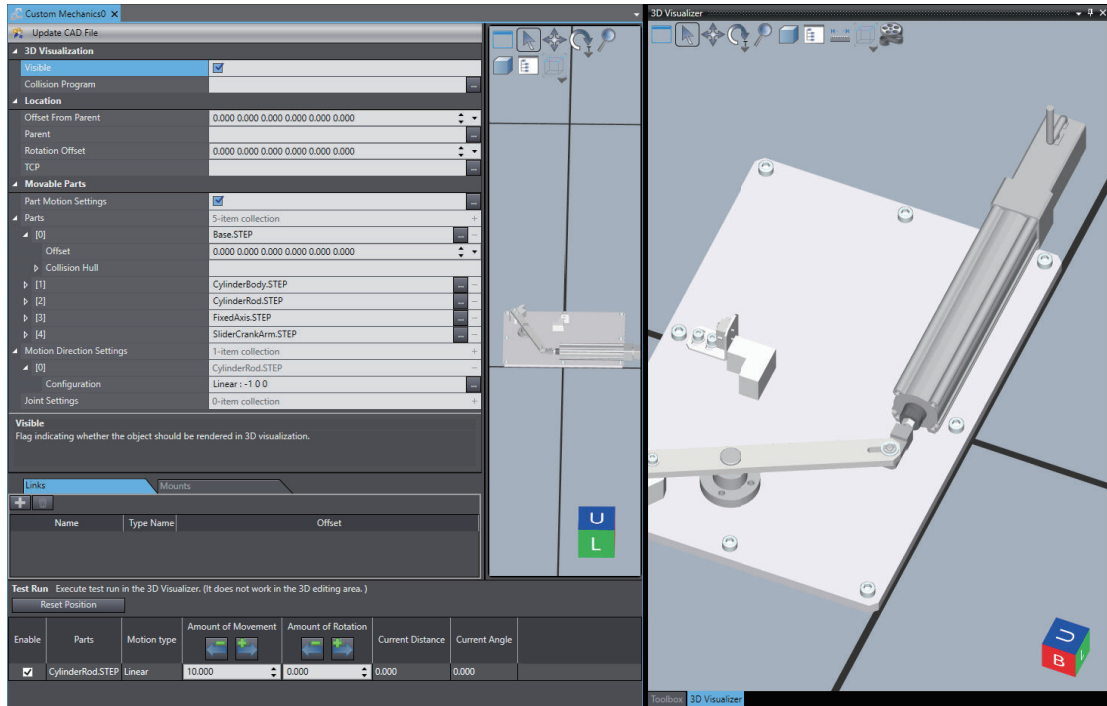 Custom Mechanics0
Update CAD File
3D Visualization
Visible
Collision Program
Location
Offset From Parent 0.000 0.000 0.000 0.000 0.000 0.000
Parent
Rotation Offset 0.000 0.000 0.000 0.000 0.000 0.000
TCP
Movable Parts
Part Motion Settings
Parts 5-item collection
[0] Base.STEP
Offset 0.000 0.000 0.000 0.000 0.000 0.000
Collision Hull
[1] CylinderBody.STEP
[2] CylinderRod.STEP
[3] FixedAxis.STEP
[4] SliderCrankArm.STEP
Motion Direction Settings 1-item collection
[0] CylinderRod.STEP
Configuration Linear : -1 0 0
Joint Settings 0-item collection
Visible
Flag indicating whether the object should be rendered in 3D visualization.
Links Mounts
Name Type Name Offset
Test Run Execute test run in the 3D Visualizer. (It does not work in the 3D editing area. )
Reset Position
Enable Parts Motion type Amount of Movement Amount of Rotation Current Distance Current Angle
CylinderRod.STEP Linear 10.000 0.000 0.000 0.000
U
L
3D Visualizer
U
L
B
Toolbox 3D Visualizer